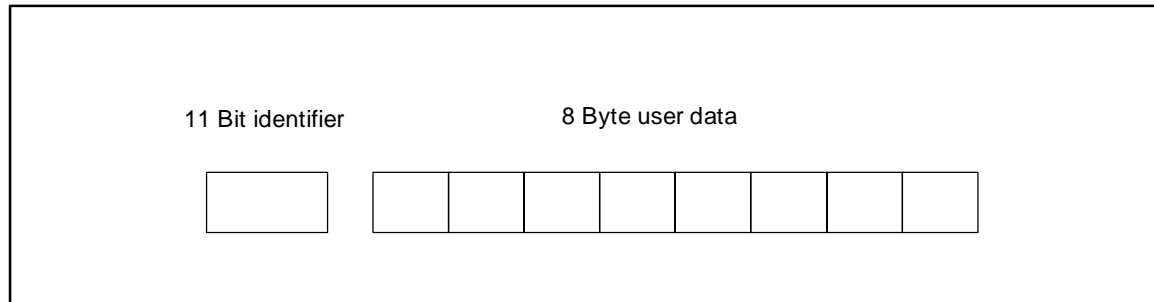 11 Bit identifier
8 Byte user data